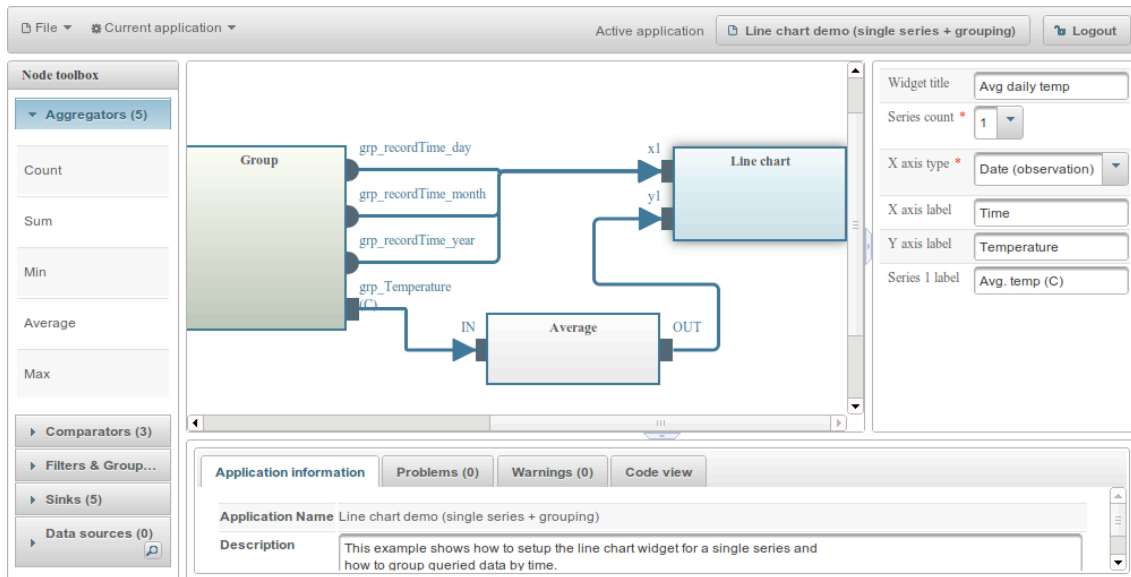 File
Current application
Active application
Line chart demo (single series + grouping)
Logout
Node toolbox
Aggregators (5)
Count
Sum
Min
Average
Max
Comparators (3)
Filters & Group...
Sinks (5)
Data sources (0)
Group
grp_recordTime_day
grp_recordTime_month
grp_recordTime_year
grp_Temperature
(C)
x1
y1
Line chart
IN
Average
OUT
Widget title
Avg daily temp
Series count *
1
X axis type *
Date (observation)
X axis label
Time
Y axis label
Temperature
Series 1 label
Avg. temp (C)
Application information
Problems (0)
Warnings (0)
Code view
Application Name Line chart demo (single series + grouping)
Description
This example shows how to setup the line chart widget for a single series and
how to group queried data by time.